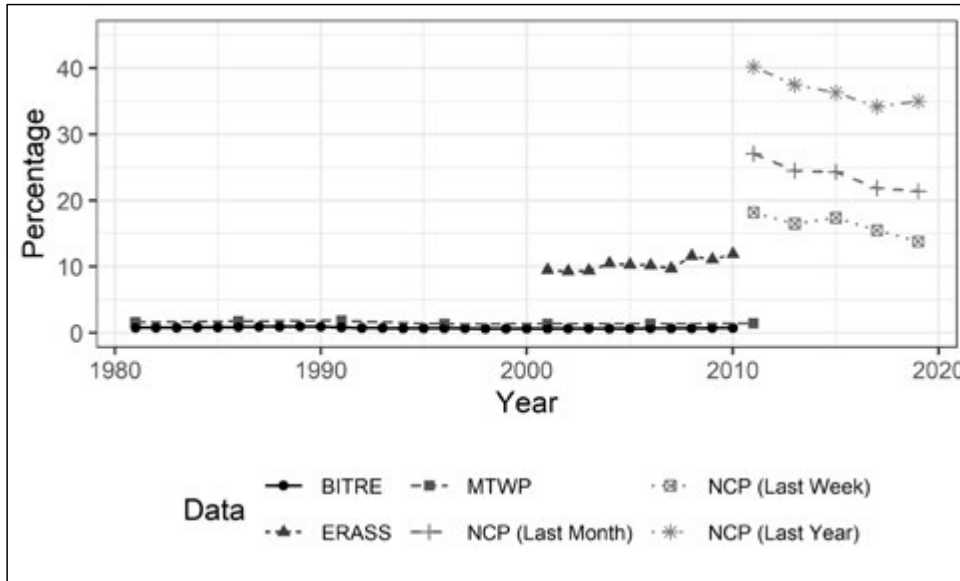 40
30
20
10
0
Percentage
1980 1990 2000 2010 2020
Year
Data
BITRE MTWP NCP (Last Week)
ERASS NCP (Last Month) NCP (Last Year)